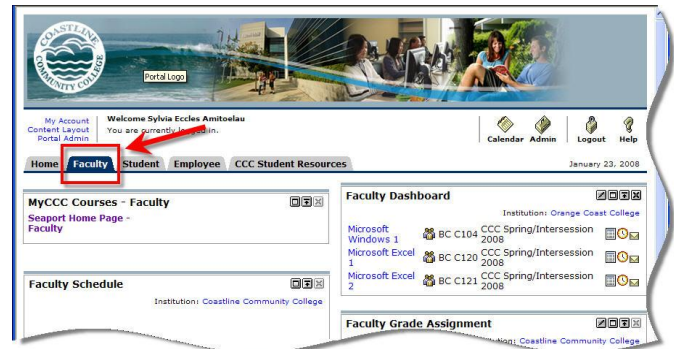 COASTLINE
COMMUNITY COLLEGE
Portal Logo
My Account
Content Layout
Portal Admin
Welcome Sylvia Eccles Amitoelau
You are currently logged in.
Calendar Admin Logout Help
Home Faculty Student Employee CCC Student Resources
January 23, 2008
MyCCC Courses - Faculty
Seaport Home Page -
Faculty
Faculty Schedule
Institution: Coastline Community College
Faculty Dashboard
Institution: Orange Coast College
Microsoft
Windows 1
BC C104 CCC Spring/Intersession
2008
Microsoft Excel
1
BC C120 CCC Spring/Intersession
2008
Microsoft Excel
2
BC C121 CCC Spring/Intersession
2008
Faculty Grade Assignment
Coastline Community College